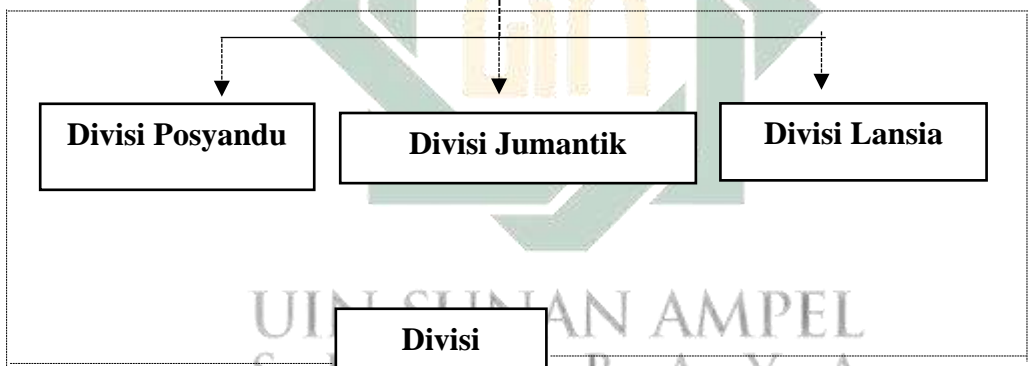 Divisi Posyandu
Divisi Jumantik
Divisi Lansia
UIN SUNAN AMPEL
Divisi